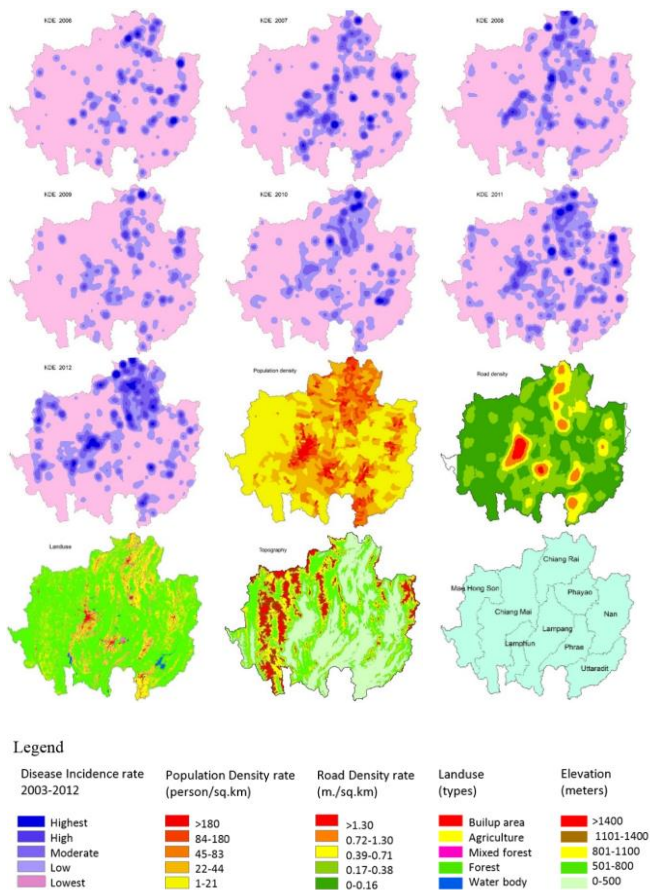 KDE 2006
KDE 2007
KDE 2008
KDE 2009
KDE 2010
KDE 2011
KDE 2012
Population density
Road density
Landuse
Topography
Chiang Rai
Mae Hong Son
Phayao
Nan
Chiang Mai
Lampang
LampHun
Phrae
Uttaradit
Legend
Disease Incidence rate
2003-2012
Highest
High
Moderate
Low
Lowest
Population Density rate
(person/sq.km)
>180
84-180
45-83
22-44
1-21
Road Density rate
(m./sq.km)
>1.30
0.72-1.30
0.39-0.71
0.17-0.38
0-0.16
Landuse
(types)
Builup area
Agriculture
Mixed forest
Forest
Water body
Elevation
(meters)
>1400
1101-1400
801-1100
501-800
0-500